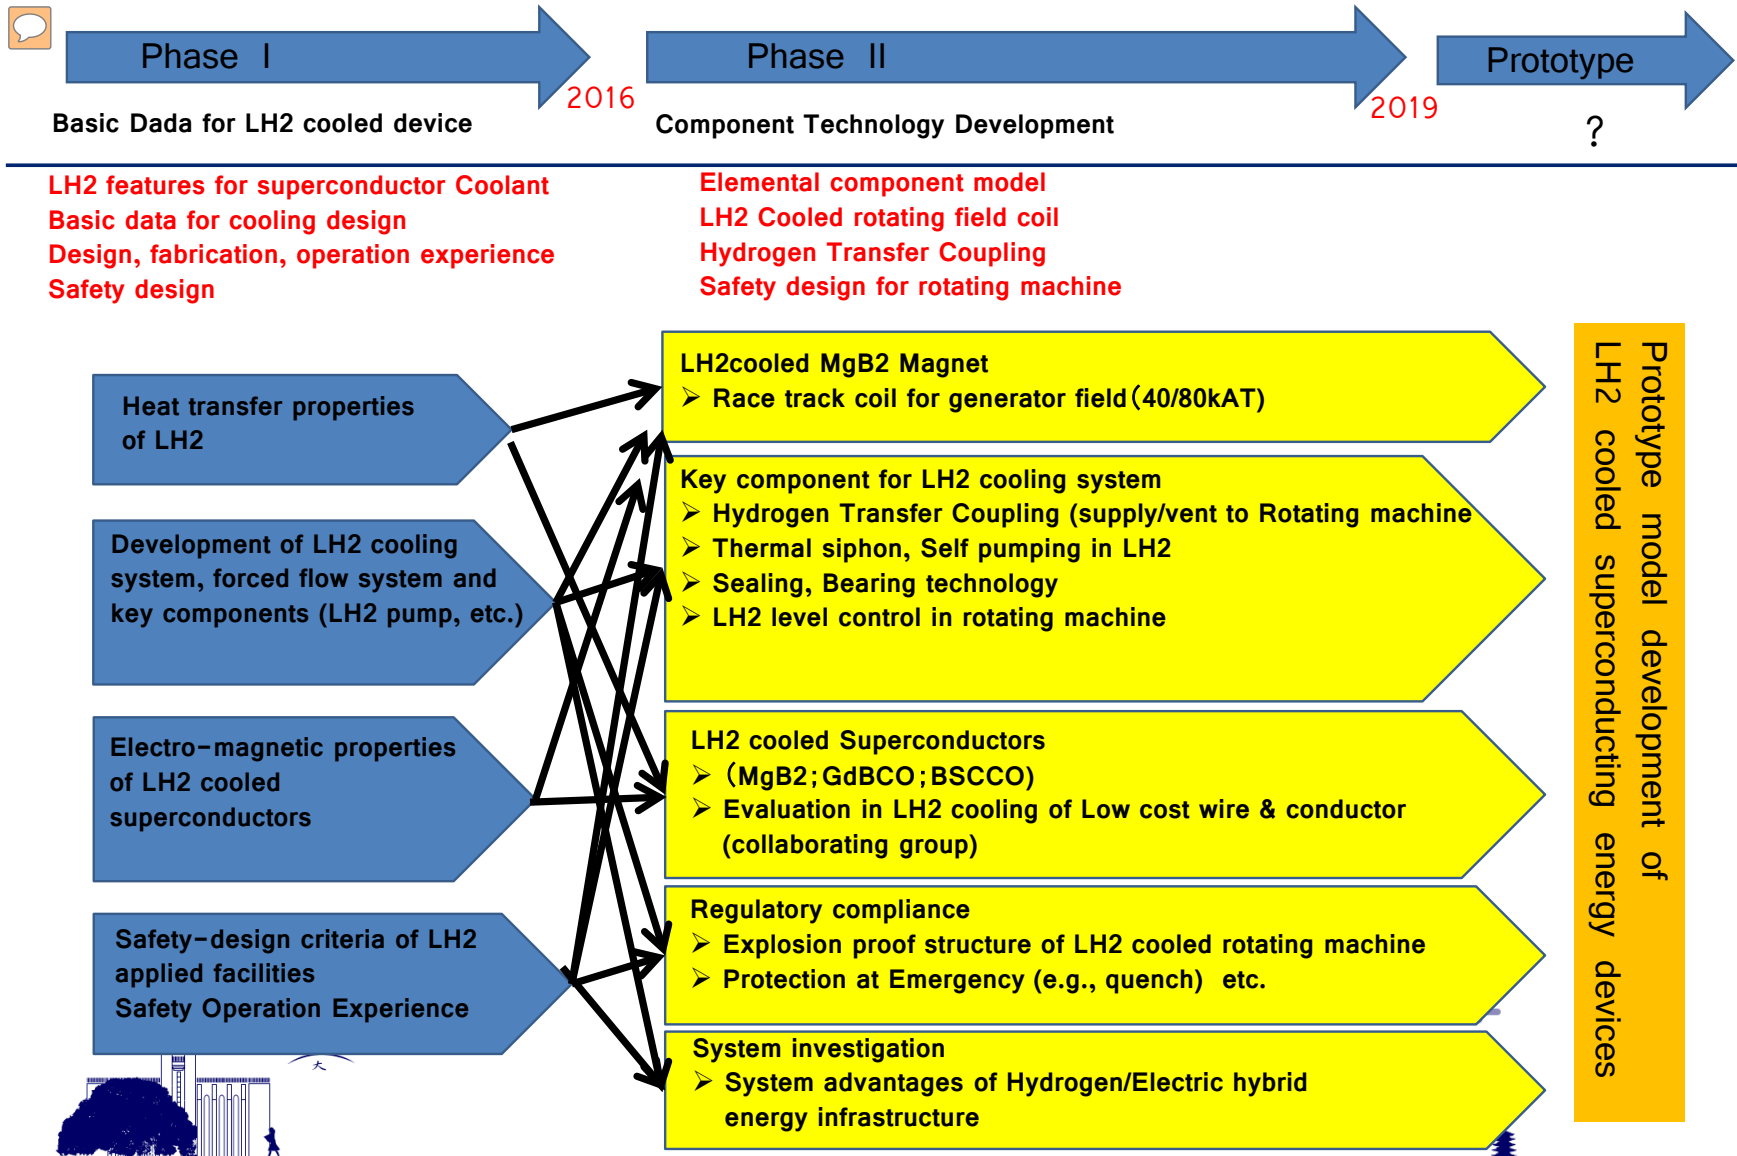 Phase I
Phase II
Prototype
2016
2019
Basic Dada for LH2 cooled device
Component Technology Development
?
LH2 features for superconductor Coolant
Basic data for cooling design
Design, fabrication, operation experience
Safety design
Elemental component model
LH2 Cooled rotating field coil
Hydrogen Transfer Coupling
Safety design for rotating machine
Heat transfer properties
of LH2
Development of LH2 cooling
system, forced flow system and
key components (LH2 pump, etc.)
Electro-magnetic properties
of LH2 cooled
superconductors
Safety-design criteria of LH2
applied facilities
Safety Operation Experience
LH2cooled MgB2 Magnet
➢ Race track coil for generator field(40/80kAT)
Key component for LH2 cooling system
➢ Hydrogen Transfer Coupling (supply/vent to Rotating machine
➢ Thermal siphon, Self pumping in LH2
➢ Sealing, Bearing technology
➢ LH2 level control in rotating machine
LH2 cooled Superconductors
➢ (MgB2;GdBCO;BSCCO)
➢ Evaluation in LH2 cooling of Low cost wire & conductor
(collaborating group)
Regulatory compliance
➢ Explosion proof structure of LH2 cooled rotating machine
➢ Protection at Emergency (e.g., quench) etc.
System investigation
➢ System advantages of Hydrogen/Electric hybrid
energy infrastructure
Prototype model development of
LH2 cooled superconducting energy devices
大